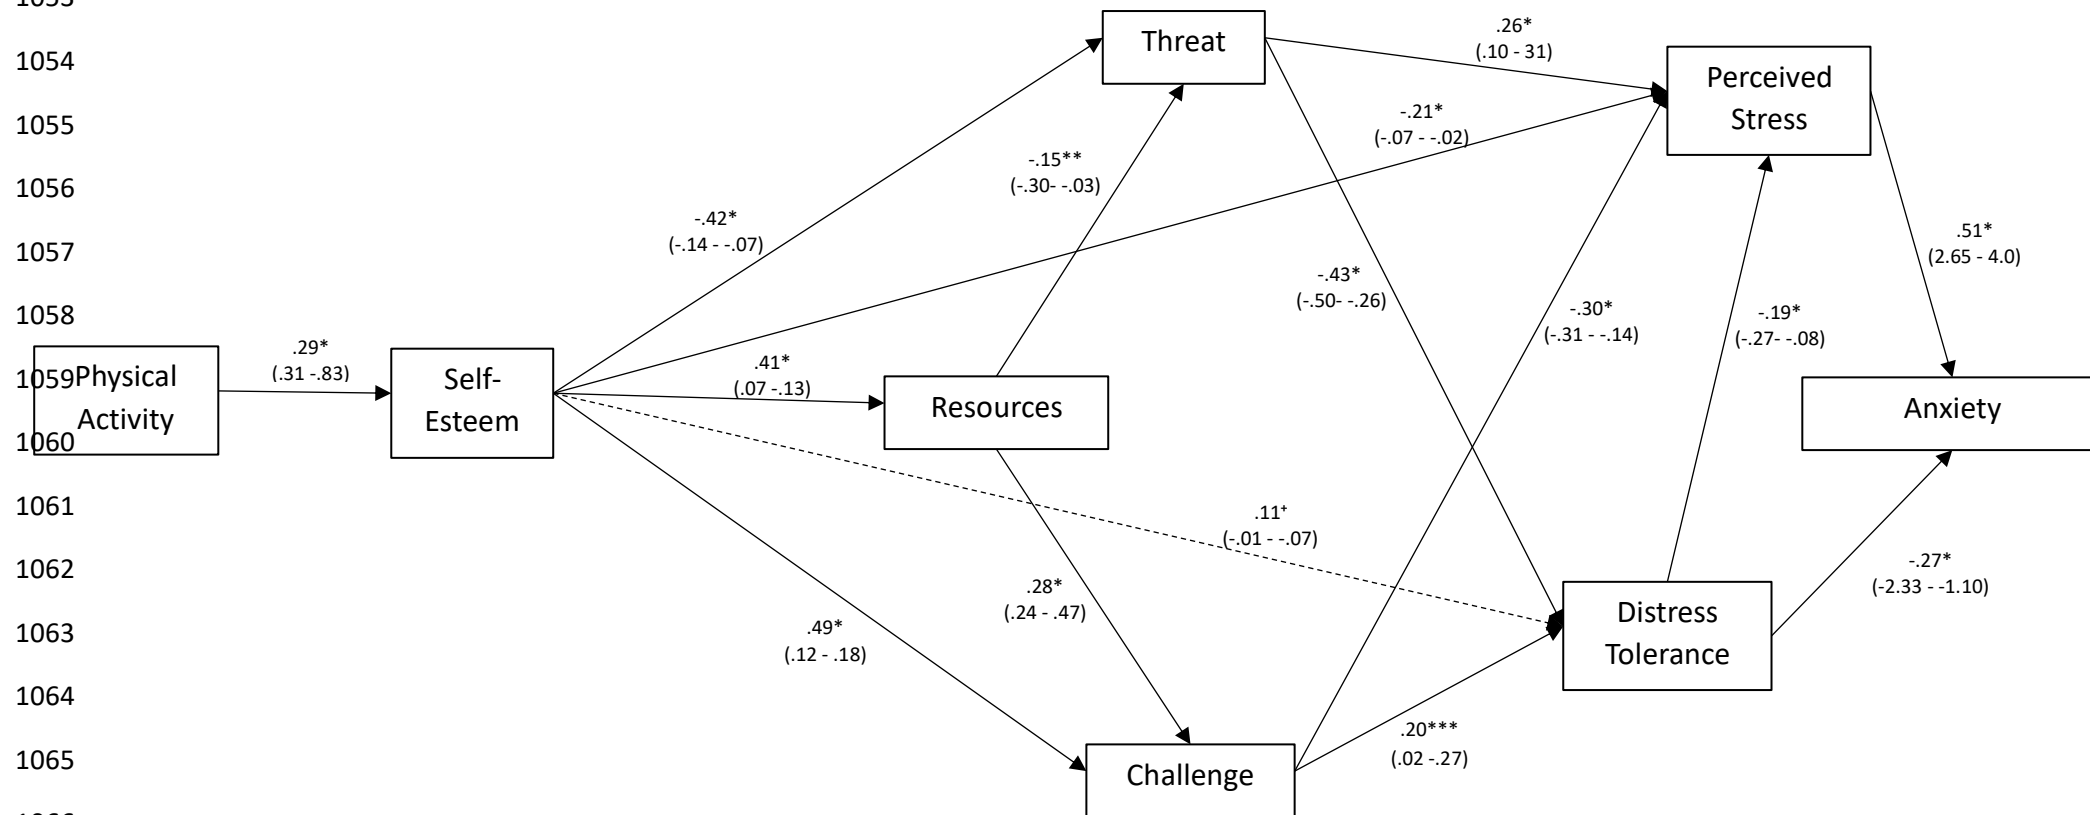 1054
1055
1056
1057
1058
1059
1060
1061
1062
1063
1064
1065
Threat
.26*
(.10 - 31)
Perceived
Stress
-.21*
(-.07 - -.02)
-.15**
(-.30- -.03)
-.42*
(-.14 - -.07)
.51*
(2.65 - 4.0)
-.43*
(-.50- -.26)
-.30*
(-.31 - -.14)
-.19*
(-.27- -.08)
Physical
Activity
.29*
(.31 -.83)
Self-
Esteem
.41*
(.07 -.13)
Resources
Anxiety
.11⁺
(-.01 - -.07)
.28*
(.24 - .47)
.49*
(.12 - .18)
Distress
Tolerance
-.27*
(-2.33 - -1.10)
.20***
(.02 -.27)
Challenge